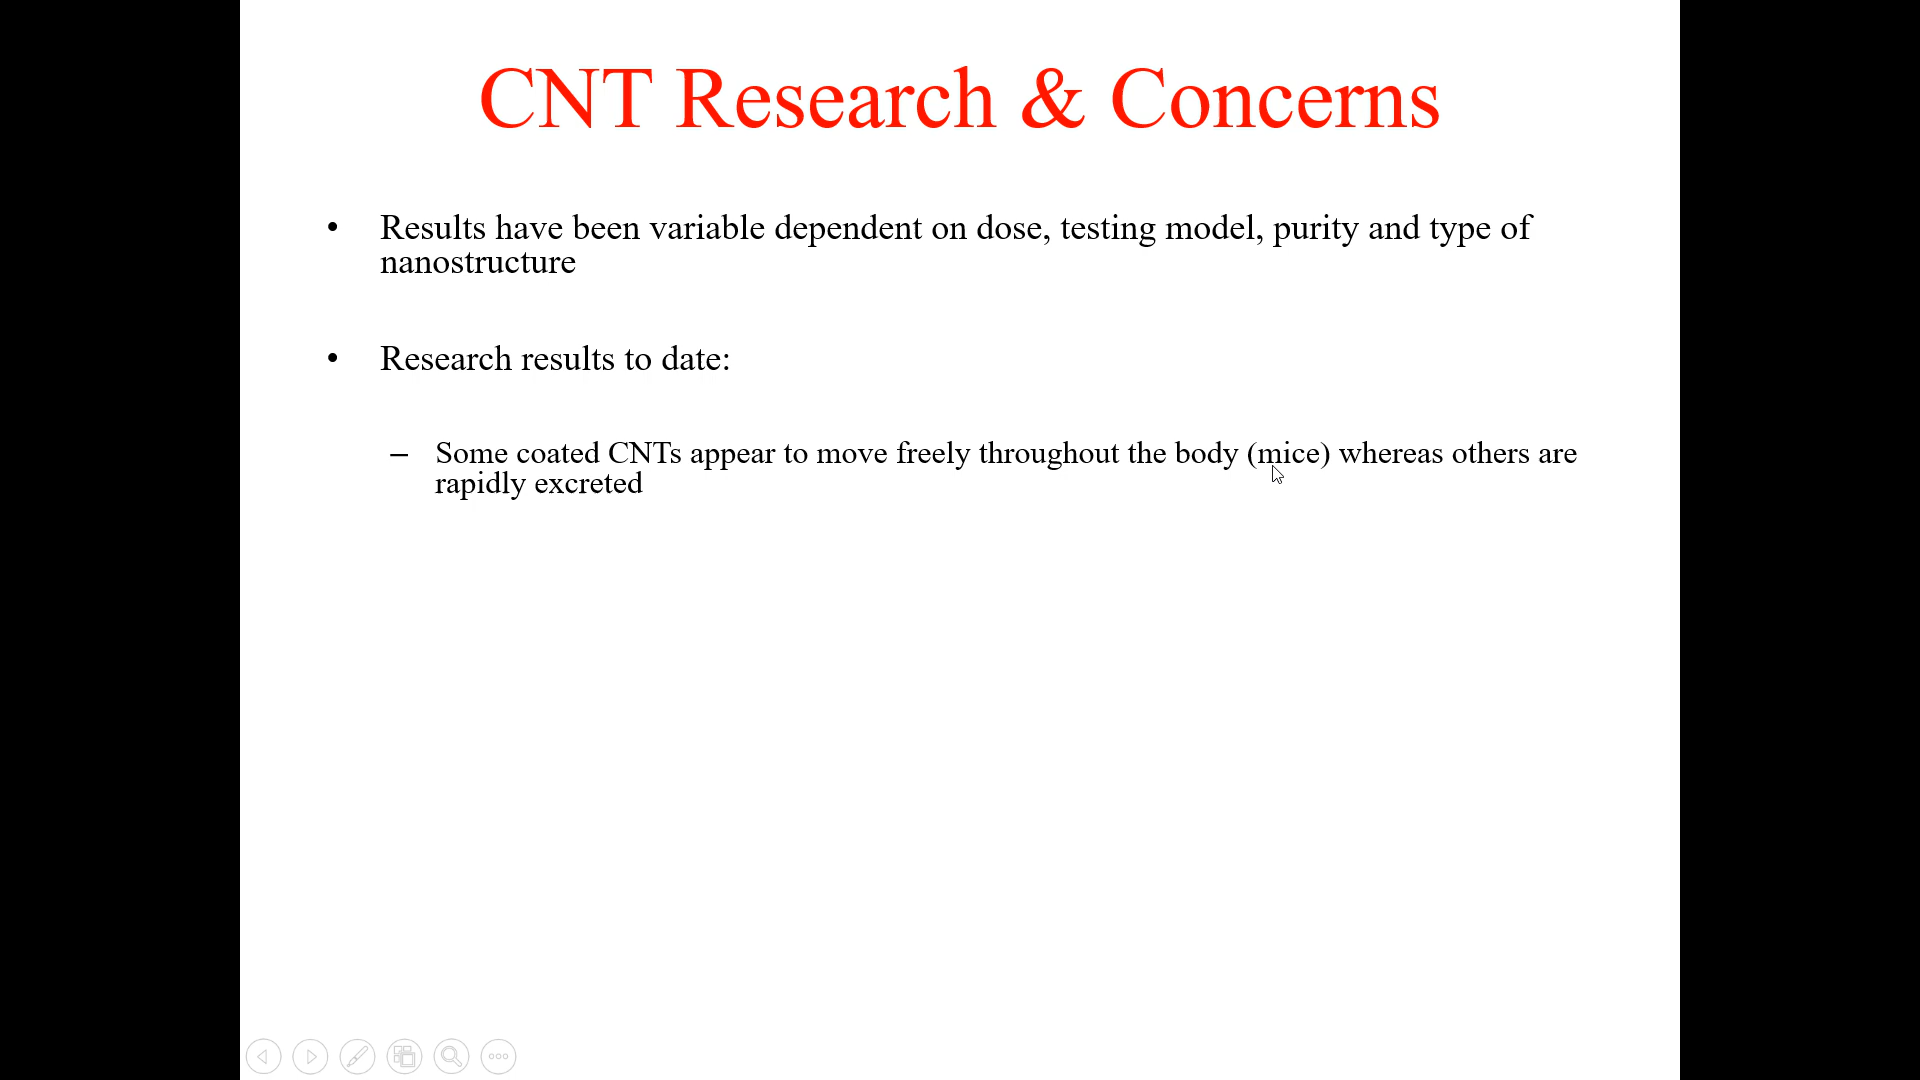 CNT Research & Concerns
• Results have been variable dependent on dose, testing model, purity and type of
nanostructure
• Research results to date:
– Some coated CNTs appear to move freely throughout the body (mice) whereas others are
rapidly excreted